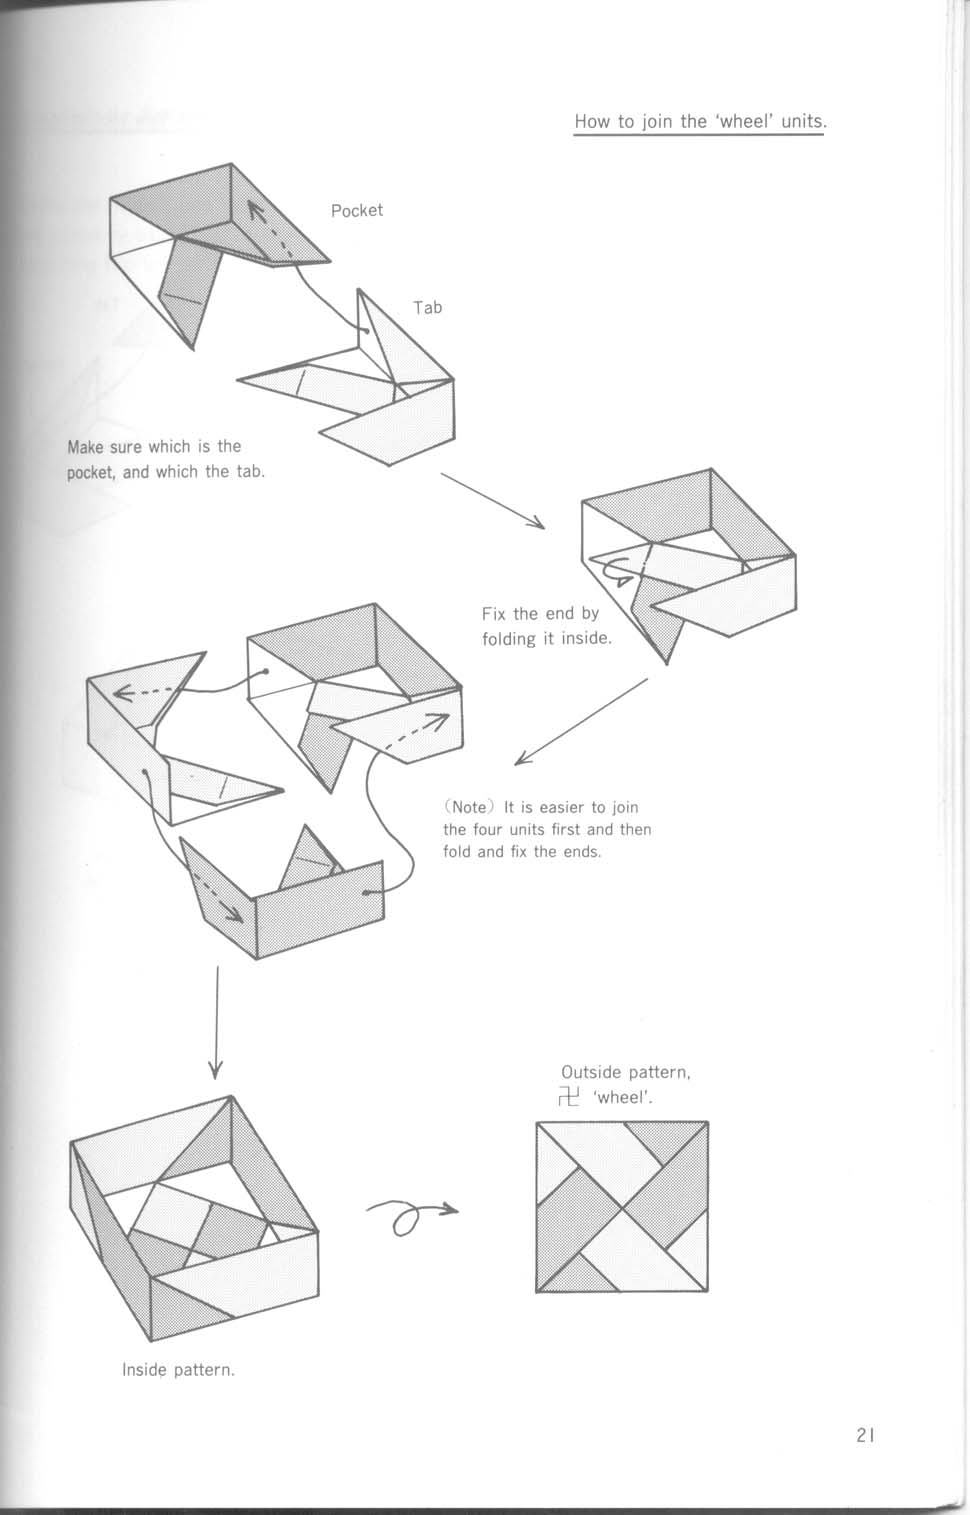 How to join the ‘wheel’ units.
Pocket
Tab
Make sure which is the
pocket, and which the tab.
Fix the end by
folding it inside.
(Note) It is easier to join
the four units first and then
fold and fix the ends.
Outside pattern,
卍 ‘wheel’.
Inside pattern.
21